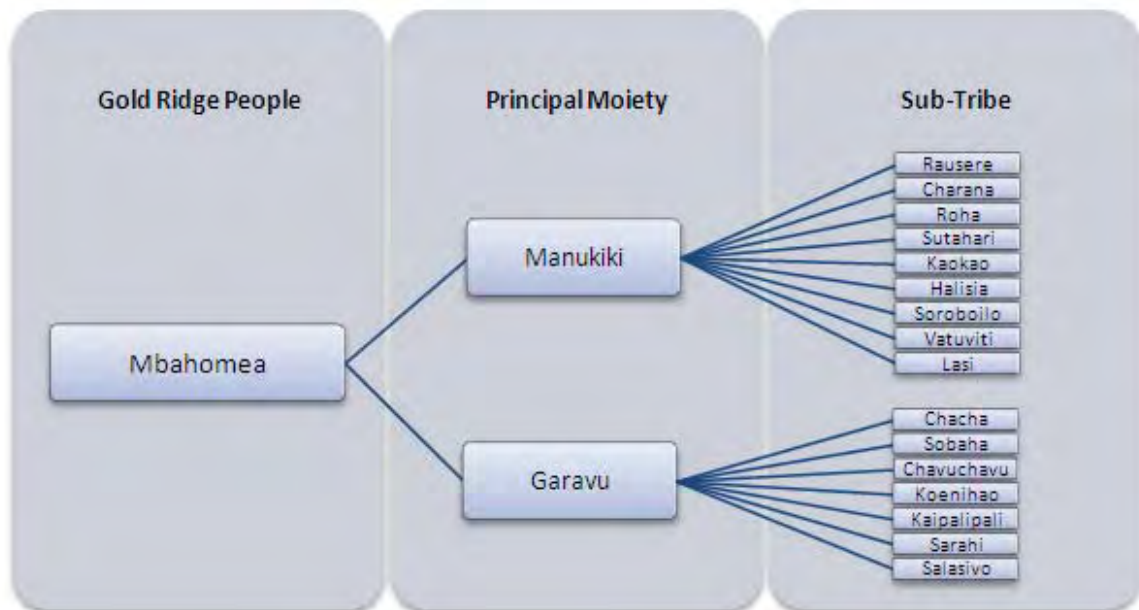 Gold Ridge People
Principal Moiety
Sub-Tribe
Mbahomea
Manukiki
Garavu
Rausere
Charana
Roha
Sutahari
Kaokao
Halisia
Soroboilo
Vatuviti
Lasi
Chacha
Sobaha
Chavuchavu
Koenihao
Kaipalipali
Sarahi
Salasivo